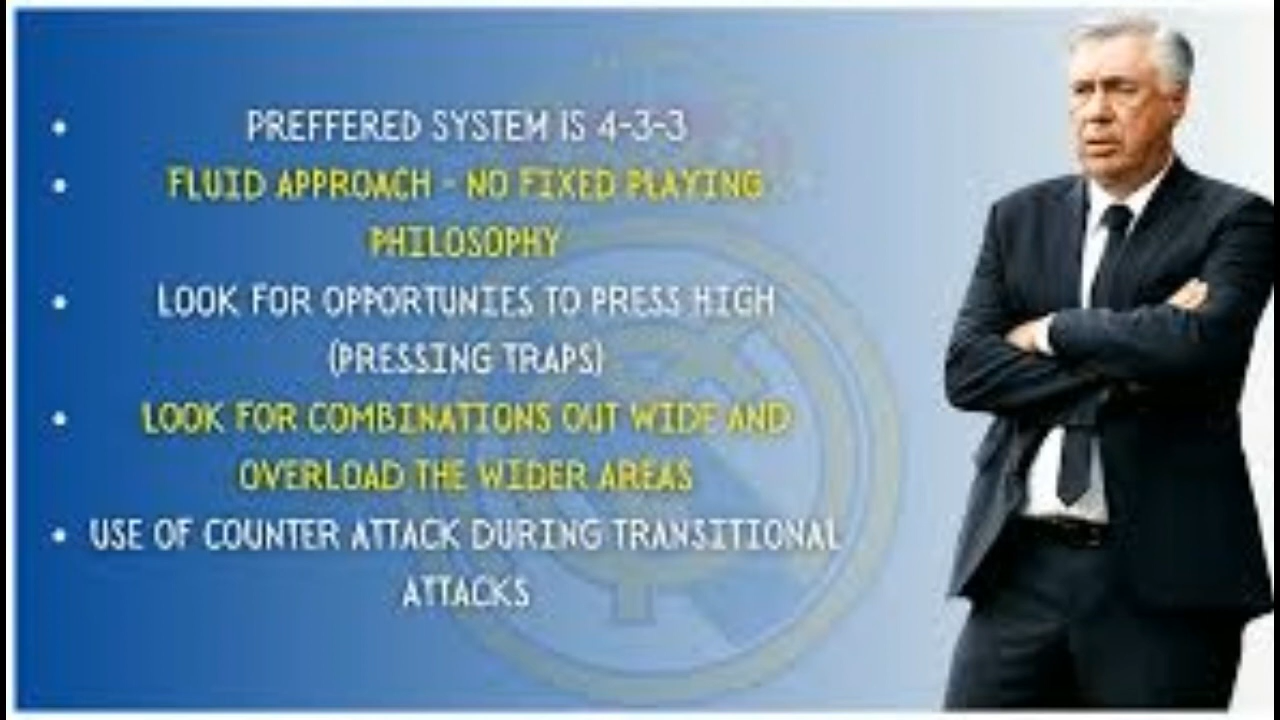 • PREFFERED SYSTEM IS 4-3-3
• FLUID APPROACH - NO FIXED PLAYING
PHILOSOPHY
• LOOK FOR OPPORTUNIES TO PRESS HIGH
(PRESSING TRAPS)
• LOOK FOR COMBINATIONS OUT WIDE AND
OVERLOAD THE WIDER AREAS
• USE OF COUNTER ATTACK DURING TRANSITIONAL
ATTACKS